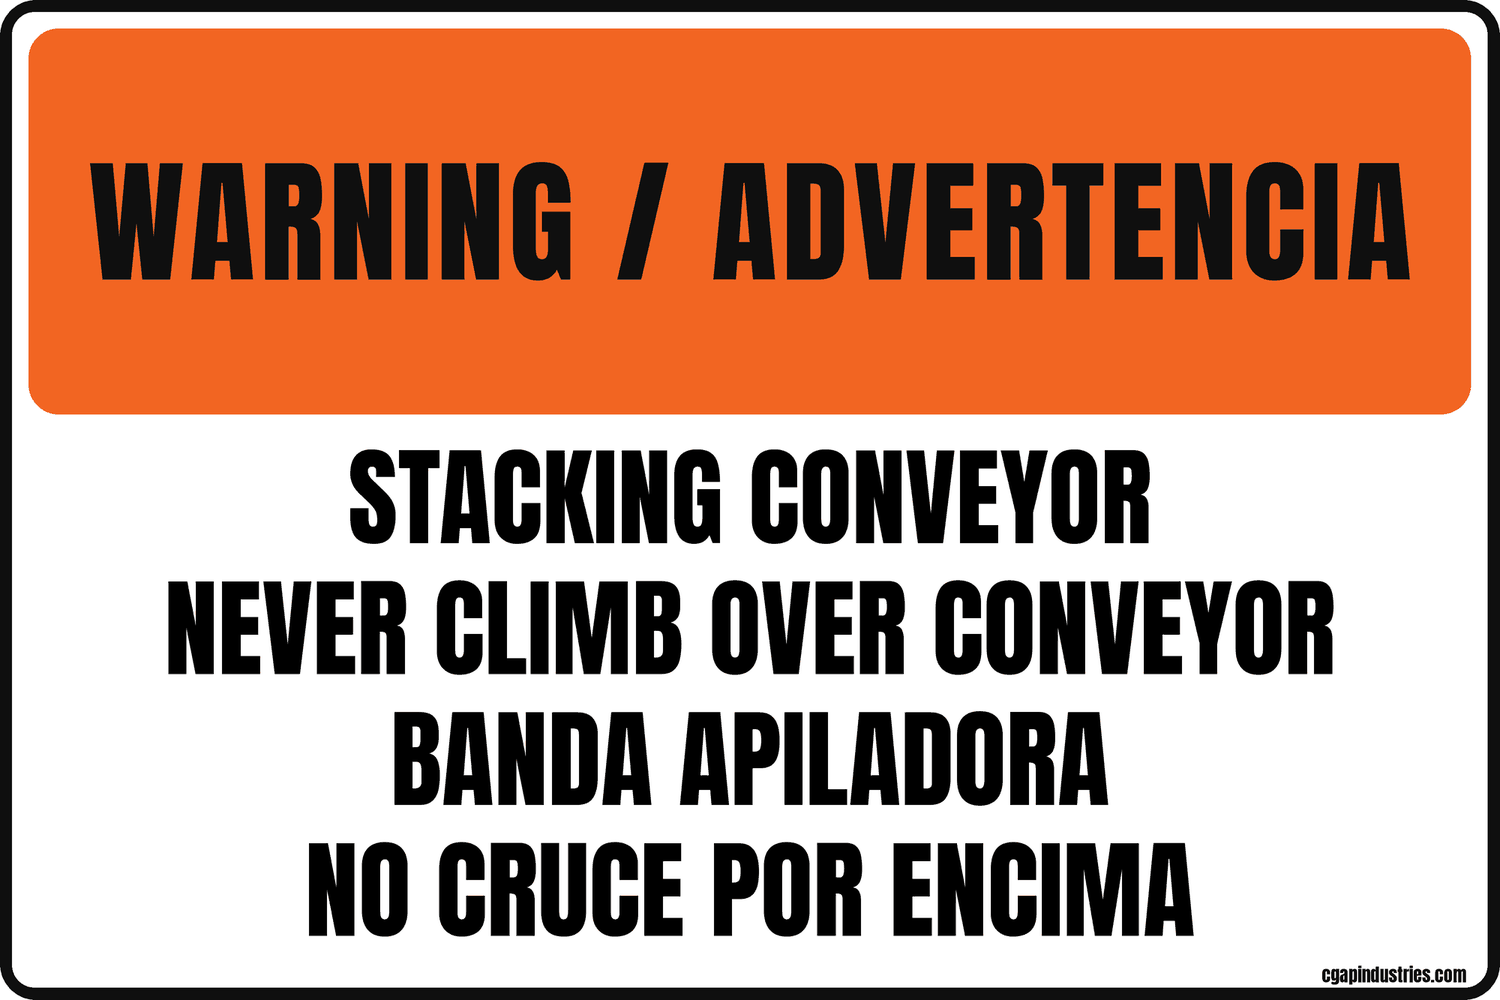 WARNING / ADVERTENCIA
STACKING CONVEYOR
NEVER CLIMB OVER CONVEYOR
BANDA APILADORA
NO CRUCE POR ENCIMA
cgapindustries.com